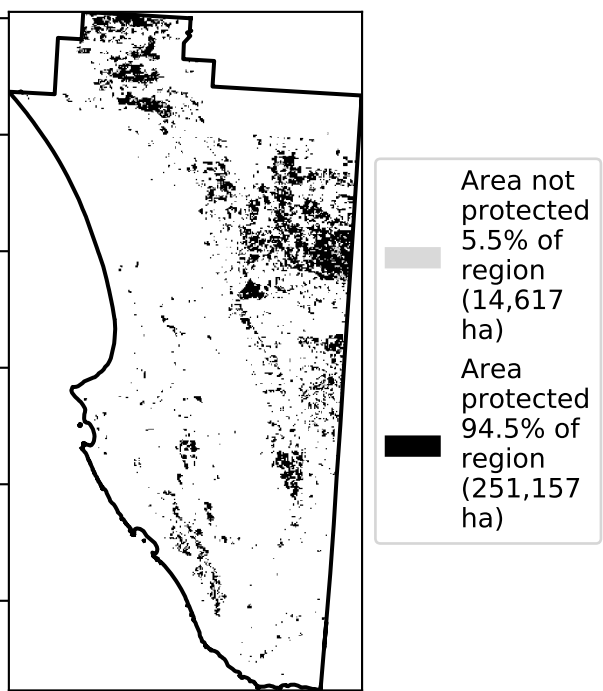 Area not
protected
5.5% of
region
(14,617
ha)
Area
protected
94.5% of
region
(251,157
ha)